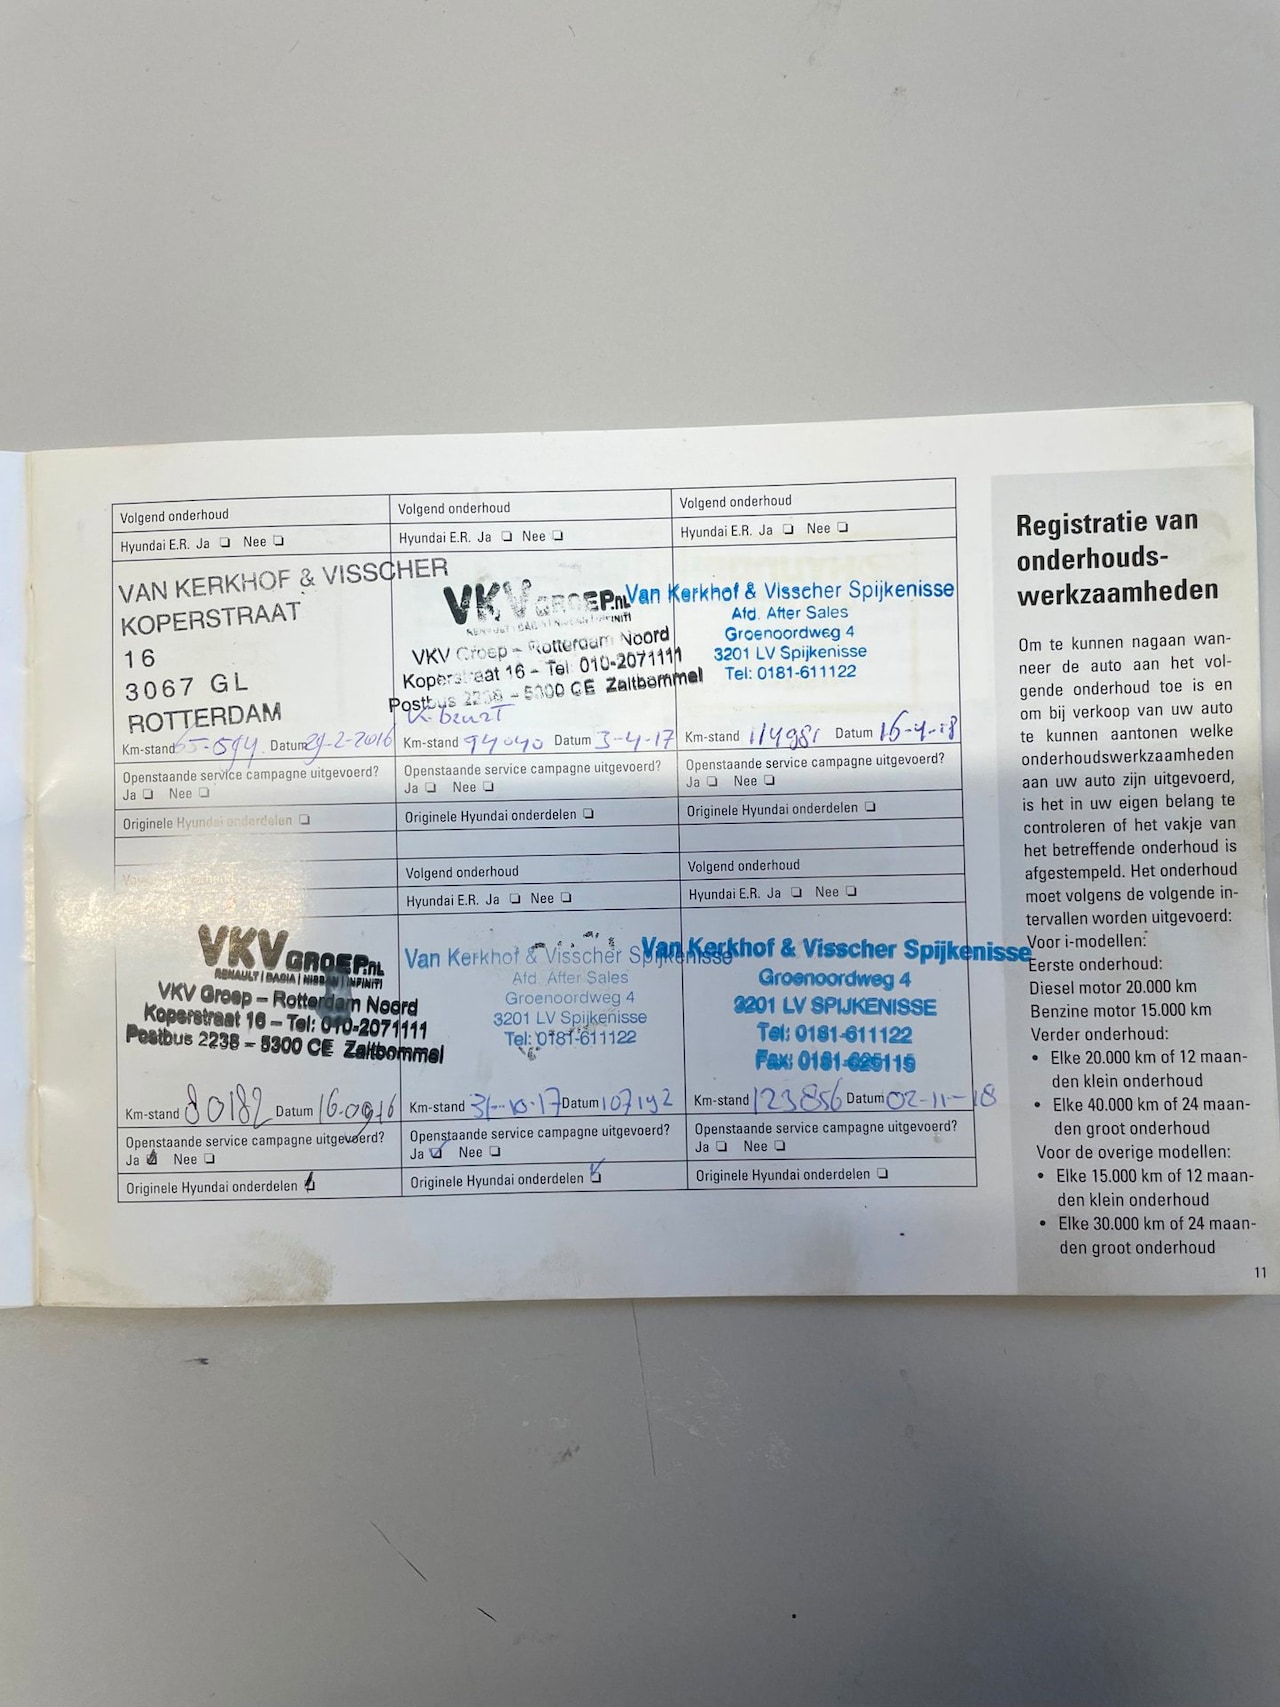 Volgend onderhoud
Hyundai E.R. Ja Nee
VAN KERKHOF & VISSCHER
KOPERSTRAAT
16
3067 GL
ROTTERDAM
Km-stand 65-594 Datum 29-2-2016
Openstaande service campagne uitgevoerd?
Ja Nee
Originele Hyundai onderdelen
Volgend onderhoud
Hyundai E.R. Ja Nee
VKV GROEP.nl
RENAULT | DACIA | NISSAN | INFINITI
VKV Groep – Rotterdam Noord
Koperstraat 16 – Tel: 010-2071111
Postbus 2238 – 5300 CE Zaltbommel
Km-stand 94040 Datum 3-4-17
Openstaande service campagne uitgevoerd?
Ja Nee
Originele Hyundai onderdelen
Volgend onderhoud
Hyundai E.R. Ja Nee
Van Kerkhof & Visscher Spijkenisse
Afd. After Sales
Groenoordweg 4
3201 LV Spijkenisse
Tel: 0181-611122
Km-stand 114981 Datum 16-4-18
Openstaande service campagne uitgevoerd?
Ja Nee
Originele Hyundai onderdelen
VKV GROEP.nl
RENAULT | DACIA | NISSAN | INFINITI
VKV Groep – Rotterdam Noord
Koperstraat 16 – Tel: 010-2071111
Postbus 2238 – 5300 CE Zaltbommel
Km-stand 80182 Datum 16-09-16
Openstaande service campagne uitgevoerd?
Ja Nee
Originele Hyundai onderdelen
Volgend onderhoud
Hyundai E.R. Ja Nee
Van Kerkhof & Visscher Spijkenisse
Afd. After Sales
Groenoordweg 4
3201 LV Spijkenisse
Tel: 0181-611122
Km-stand 31-10-17 Datum 107192
Openstaande service campagne uitgevoerd?
Ja Nee
Originele Hyundai onderdelen
Volgend onderhoud
Hyundai E.R. Ja Nee
Van Kerkhof & Visscher Spijkenisse
Groenoordweg 4
3201 LV SPIJKENISSE
Tel: 0181-611122
Fax: 0181-625115
Km-stand 123856 Datum 02-11-18
Openstaande service campagne uitgevoerd?
Ja Nee
Originele Hyundai onderdelen
Registratie van
onderhouds-
werkzaamheden
Om te kunnen nagaan wan-
neer de auto aan het vol-
gende onderhoud toe is en
om bij verkoop van uw auto
te kunnen aantonen welke
onderhoudswerkzaamheden
aan uw auto zijn uitgevoerd,
is het in uw eigen belang te
controleren of het vakje van
het betreffende onderhoud is
afgestempeld. Het onderhoud
moet volgens de volgende in-
tervallen worden uitgevoerd:
Voor i-modellen:
Eerste onderhoud:
Diesel motor 20.000 km
Benzine motor 15.000 km
Verder onderhoud:
• Elke 20.000 km of 12 maan-
den klein onderhoud
• Elke 40.000 km of 24 maan-
den groot onderhoud
Voor de overige modellen:
• Elke 15.000 km of 12 maan-
den klein onderhoud
• Elke 30.000 km of 24 maan-
den groot onderhoud
11